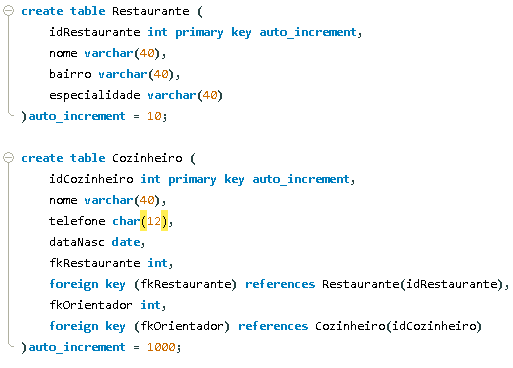 create table Restaurante (
idRestaurante int primary key auto_increment,
nome varchar(40),
bairro varchar(40),
especialidade varchar(40)
)auto_increment = 10;
create table Cozinheiro (
idCozinheiro int primary key auto_increment,
nome varchar(40),
telefone char(12),
dataNasc date,
fkRestaurante int,
foreign key (fkRestaurante) references Restaurante(idRestaurante),
fkOrientador int,
foreign key (fkOrientador) references Cozinheiro(idCozinheiro)
)auto_increment = 1000;